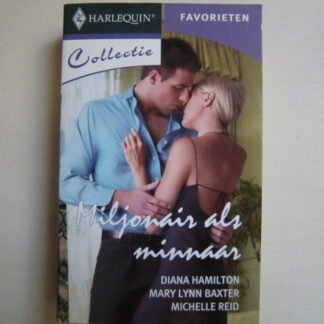 HARLEQUIN®
FAVORIETEN
Collectie
Miljonair als
minnaar
DIANA HAMILTON
MARY LYNN BAXTER
MICHELLE REID